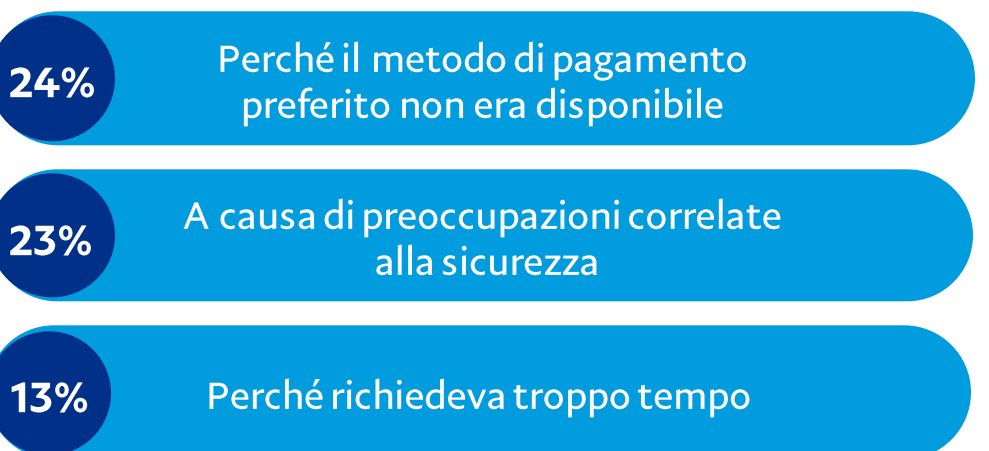 24%
Perché il metodo di pagamento
preferito non era disponibile
23%
A causa di preoccupazioni correlate
alla sicurezza
13%
Perché richiedeva troppo tempo